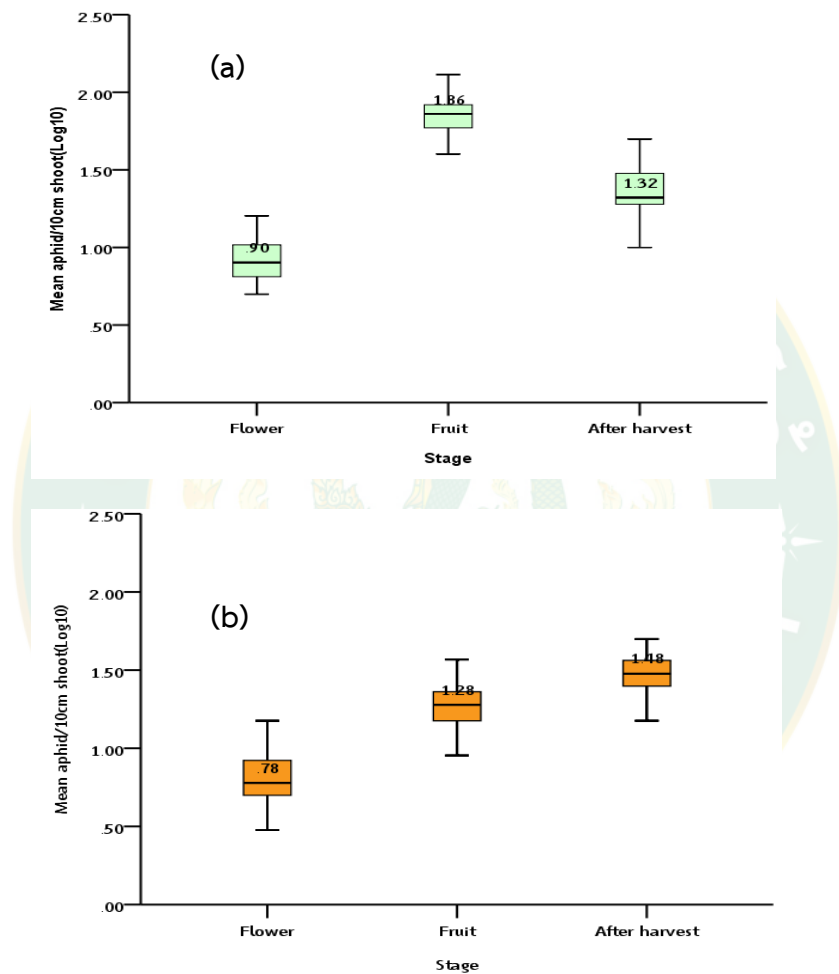 (a)
Mean aphid/10cm shoot(Log10)
2.50
2.00
1.50
1.00
.50
.00
.90
1.86
1.32
Flower Fruit After harvest
Stage
(b)
Mean aphid/10cm shoot(Log10)
2.50
2.00
1.50
1.00
.50
.00
.78
1.28
1.48
Flower Fruit After harvest
Stage